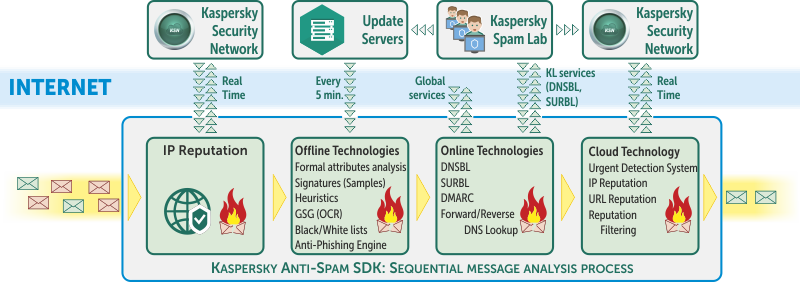 Kaspersky
Security
Network
KSN
Update
Servers
Kaspersky
Spam Lab
Kaspersky
Security
Network
KSN
INTERNET
Real
Time
Every
5 min.
Global
services
KL services
(DNSBL,
SURBL)
Real
Time
IP Reputation
Offline Technologies
Formal attributes analysis
Signatures (Samples)
Heuristics
GSG (OCR)
Black/White lists
Anti-Phishing Engine
Online Technologies
DNSBL
SURBL
DMARC
Forward/Reverse
DNS Lookup
Cloud Technology
Urgent Detection System
IP Reputation
URL Reputation
Reputation
Filtering
KASPERSKY ANTI-SPAM SDK: SEQUENTIAL MESSAGE ANALYSIS PROCESS